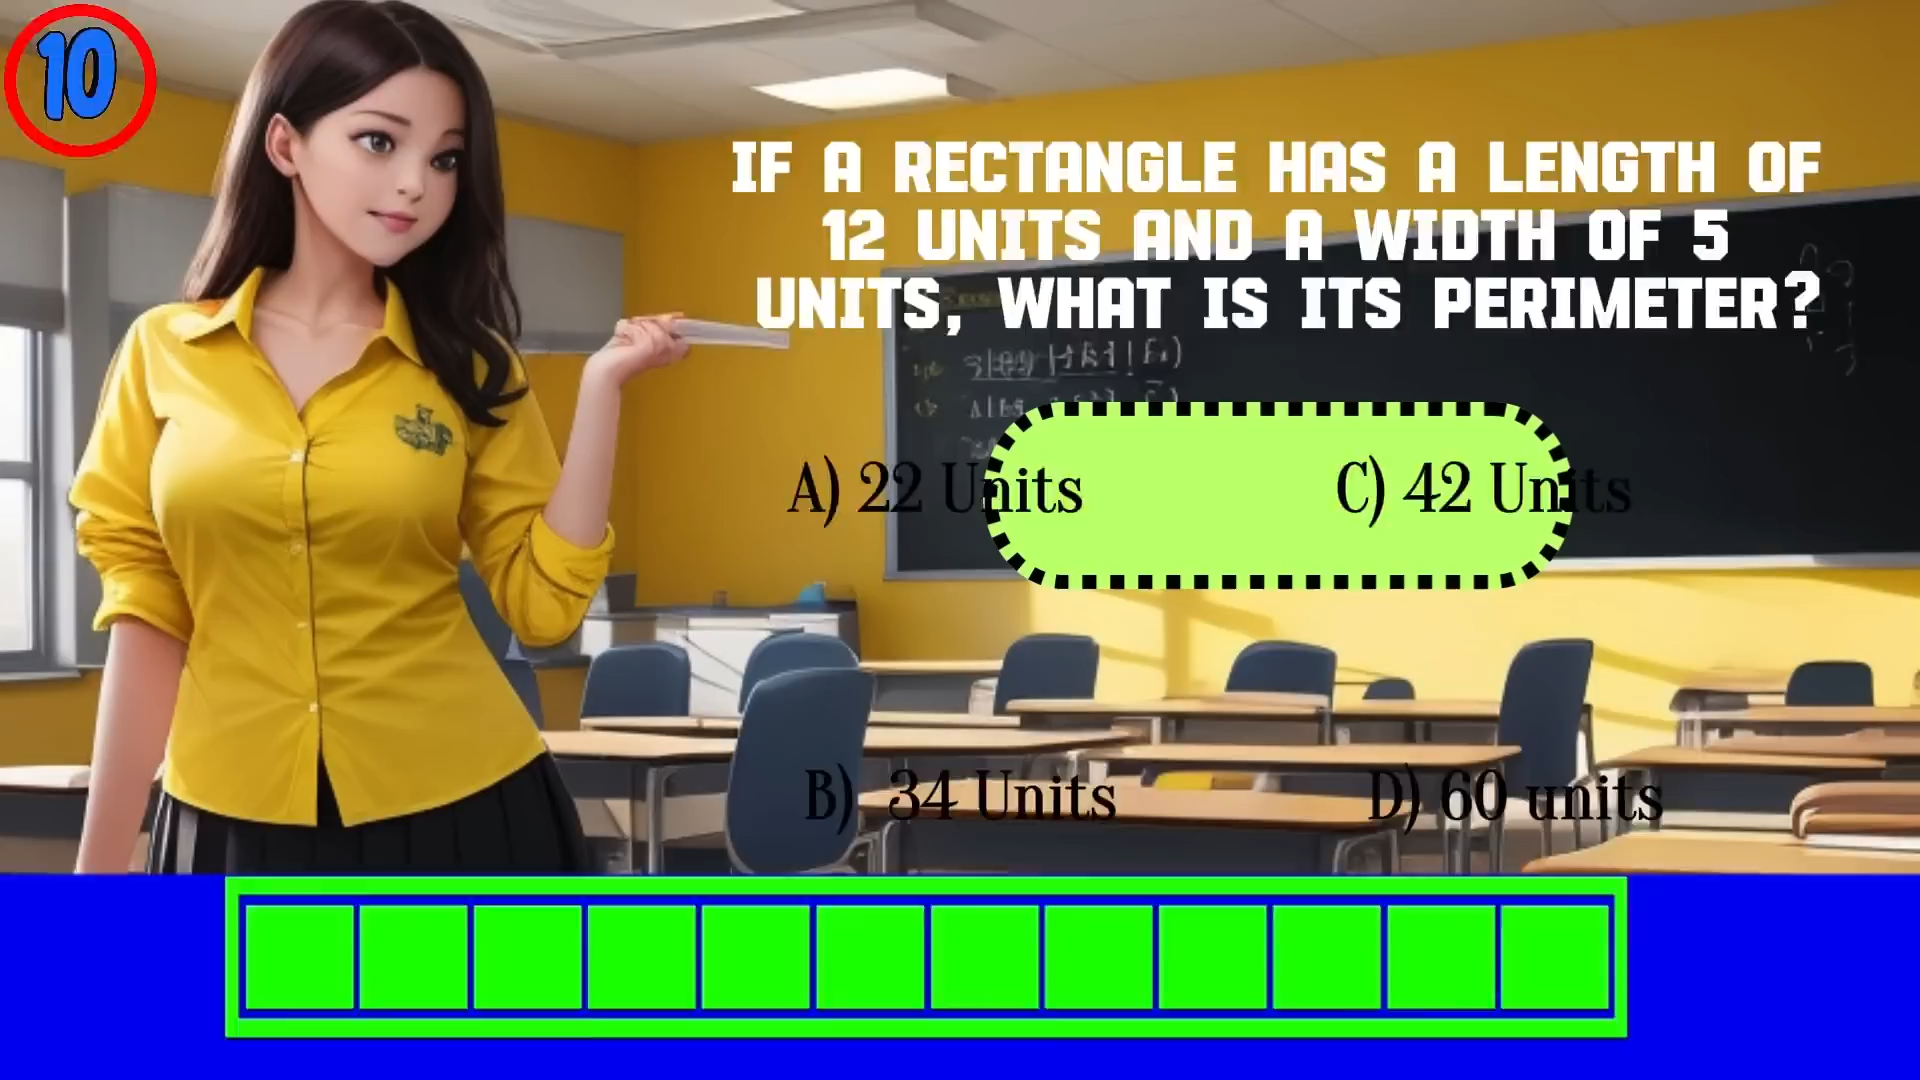 10
IF A RECTANGLE HAS A LENGTH OF
12 UNITS AND A WIDTH OF 5
UNITS, WHAT IS ITS PERIMETER?
A) 22 Units
C) 42 Units
B) 34 Units
D) 60 units